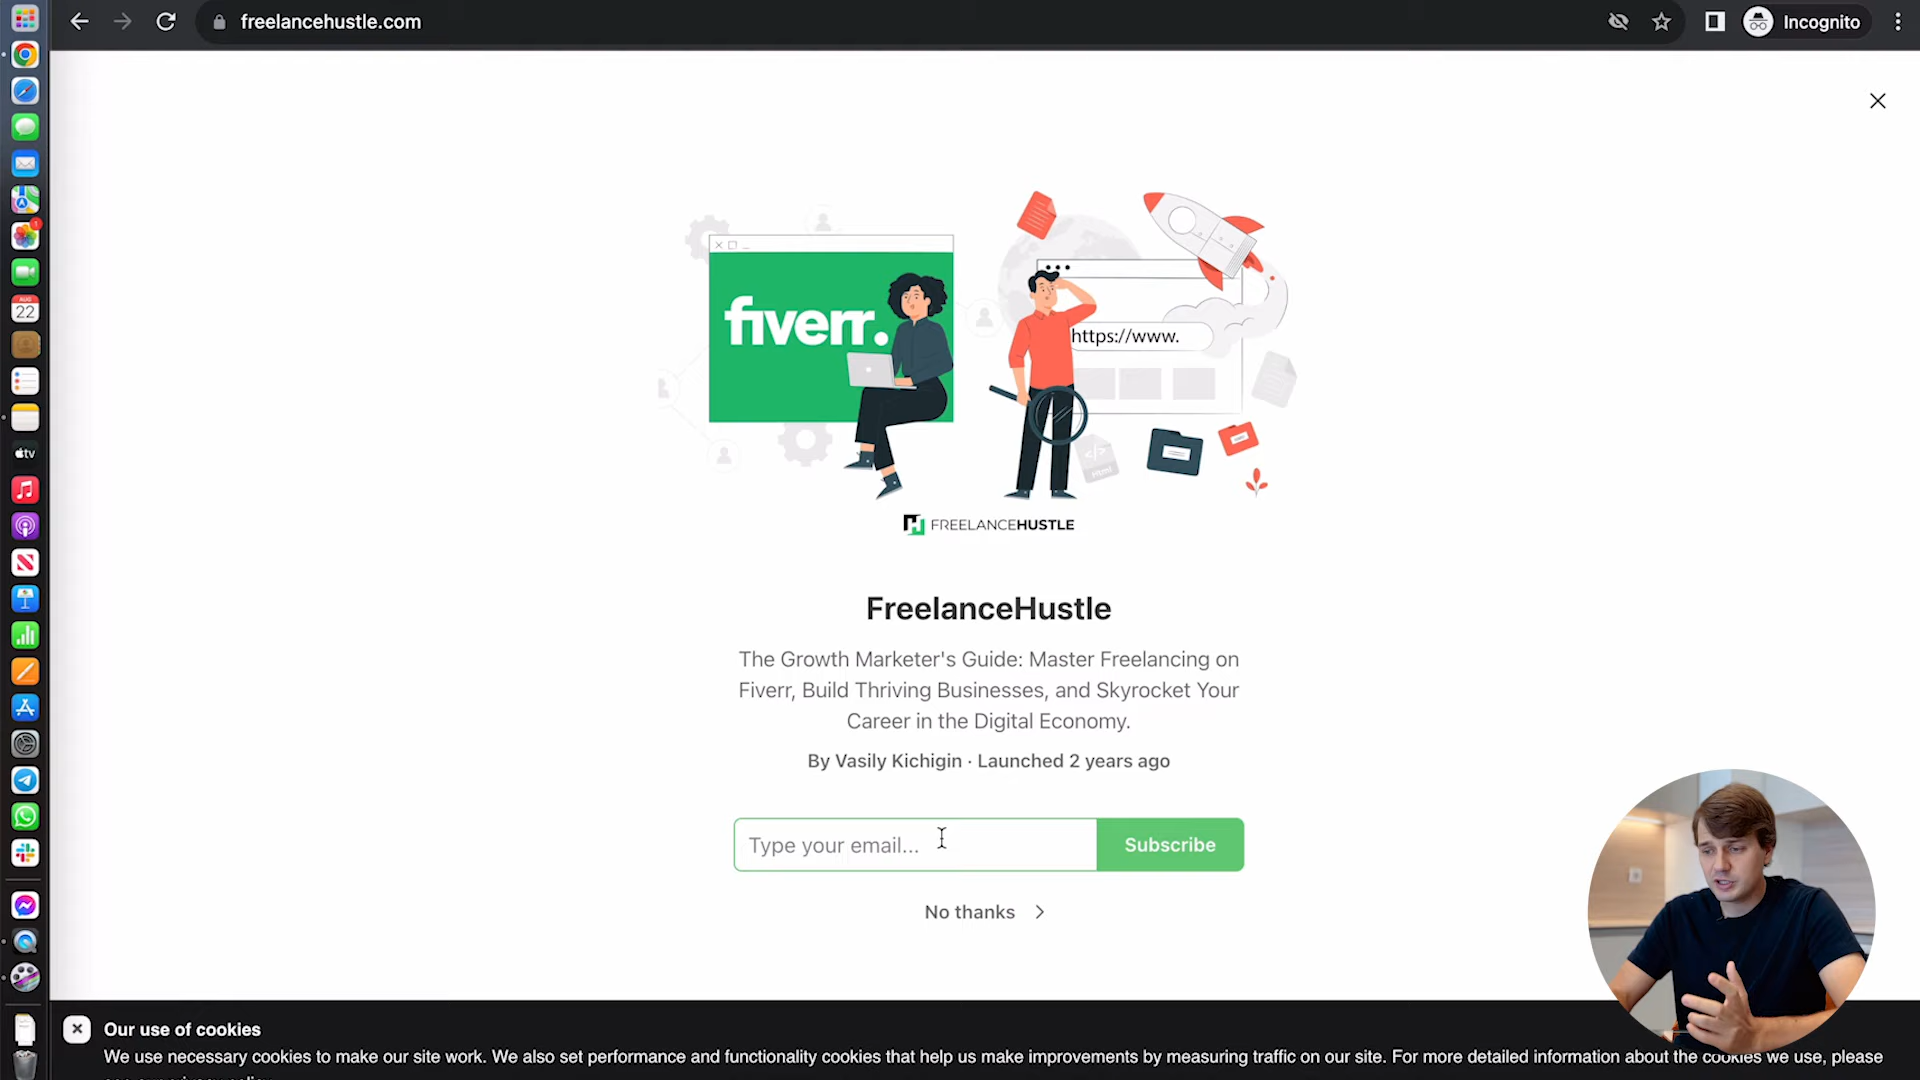 freelancehustle.com
Incognito
AUG
22
1
tv
fiverr.
https://www.
</>
Html
FREELANCEHUSTLE
FreelanceHustle
The Growth Marketer's Guide: Master Freelancing on
Fiverr, Build Thriving Businesses, and Skyrocket Your
Career in the Digital Economy.
By Vasily Kichigin · Launched 2 years ago
Type your email...
Subscribe
No thanks
Our use of cookies
We use necessary cookies to make our site work. We also set performance and functionality cookies that help us make improvements by measuring traffic on our site. For more detailed information about the cookies we use, please